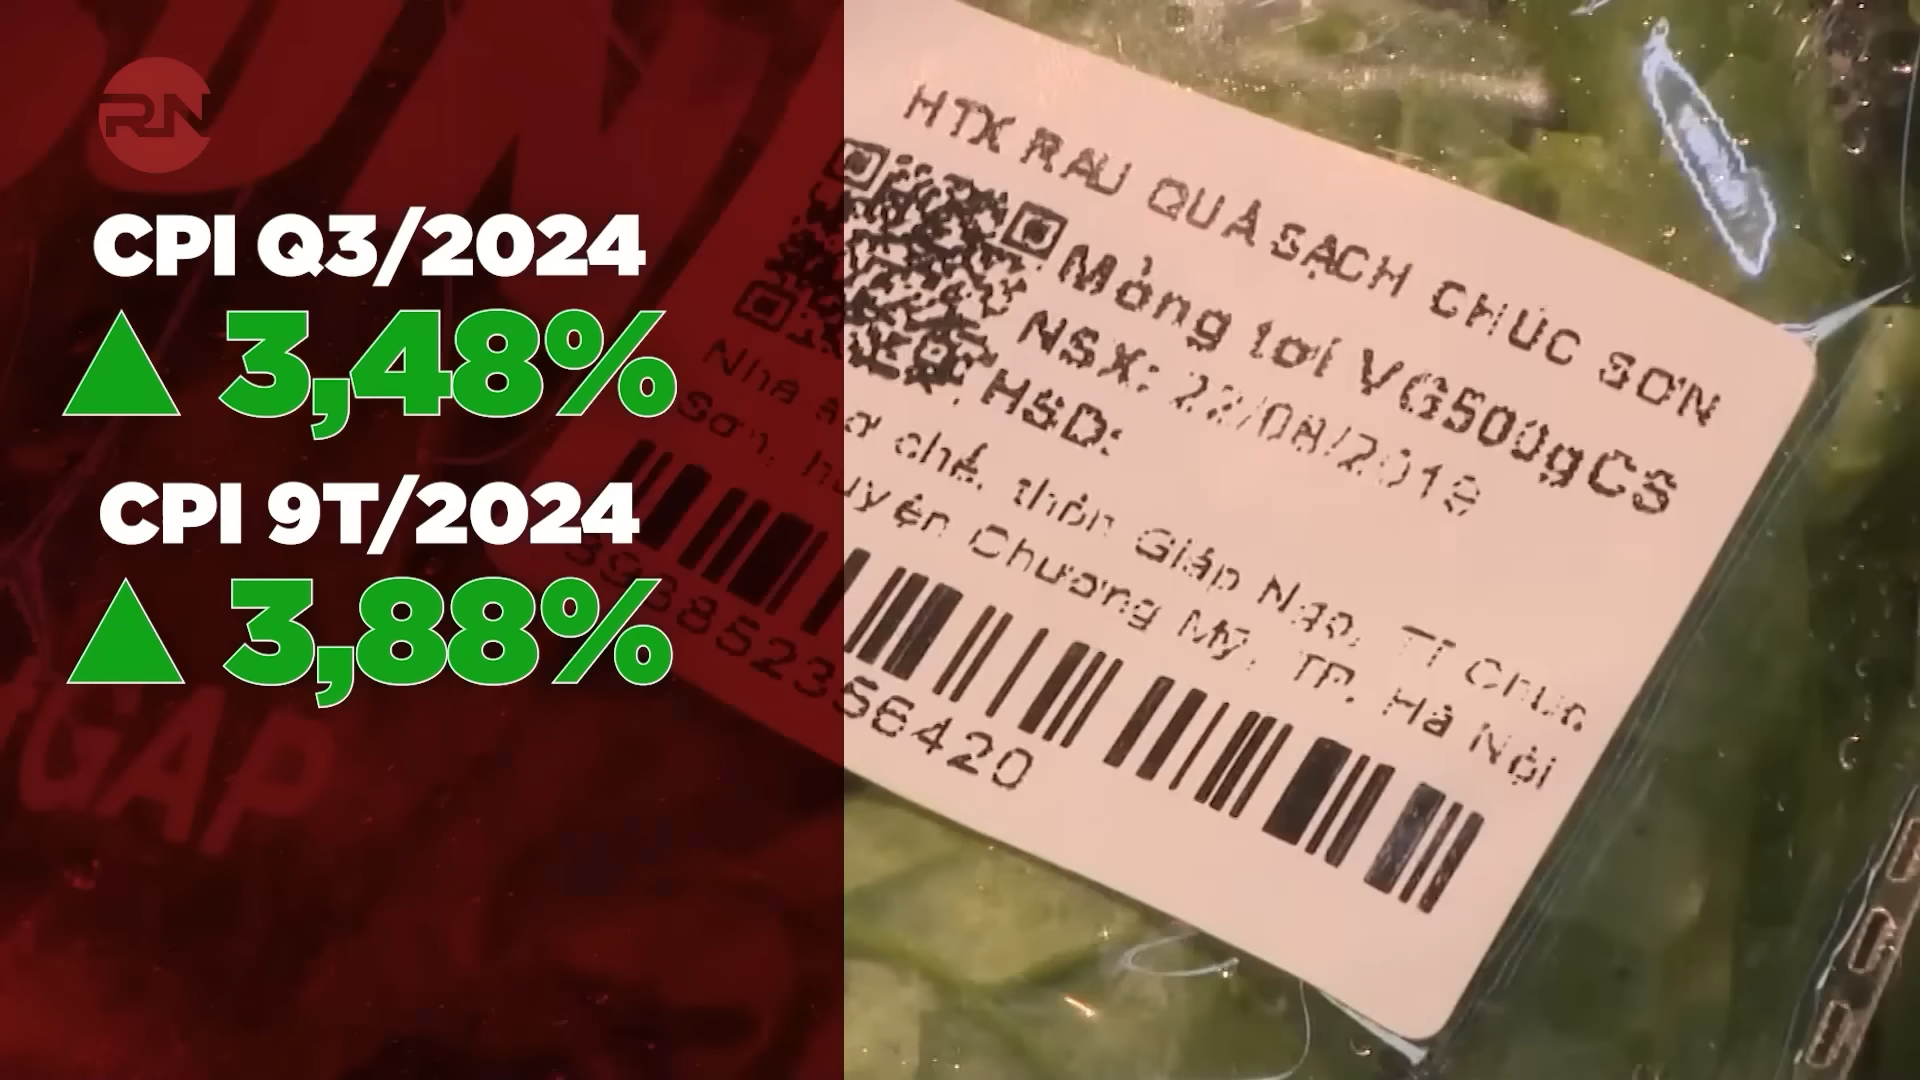 RN
CPI Q3/2024
▲ 3,48%
CPI 9T/2024
▲ 3,88%
GAP
HTX RAU QUẢ SẠCH CHÚC SƠN
Mồng tơi VG500gCS
NSX: 22/08/2019
HSD:
Nhà sơ chế, thôn Giáp Ngọ, TT Chúc
Sơn, huyện Chương Mỹ, TP. Hà Nội
56420